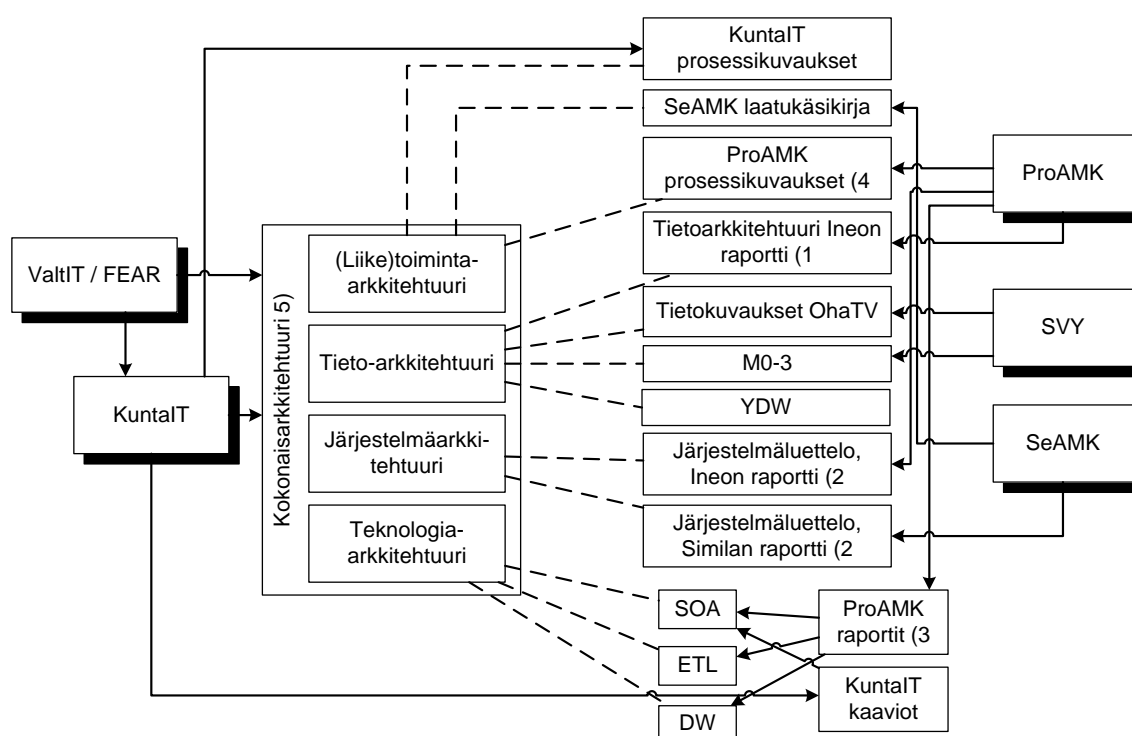 KuntaIT
prosessikuvaukset
SeAMK laatukäsikirja
ProAMK
prosessikuvaukset (4
ProAMK
Tietoarkkitehtuuri Ineon
raportti (1
ValtIT / FEAR
Kokonaisarkkitehtuuri 5)
(Liike)toiminta-
arkkitehtuuri
Tietokuvaukset OhaTV
SVY
Tieto-arkkitehtuuri
M0-3
KuntaIT
YDW
SeAMK
Järjestelmäarkki-
tehtuuri
Järjestelmäluettelo,
Ineon raportti (2
Järjestelmäluettelo,
Similan raportti (2
Teknologia-
arkkitehtuuri
SOA
ProAMK
raportit (3
ETL
KuntaIT
kaaviot
DW